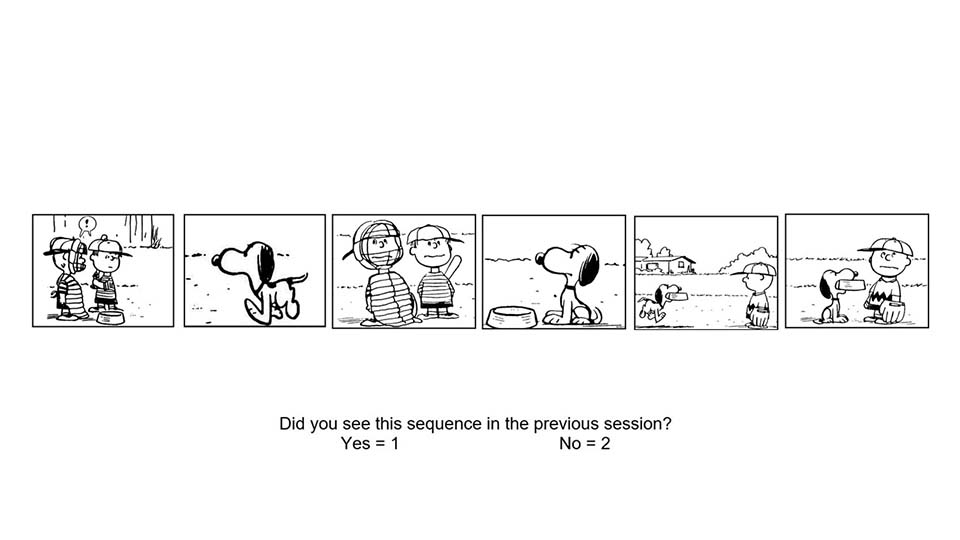 !
Did you see this sequence in the previous session?
Yes = 1 No = 2